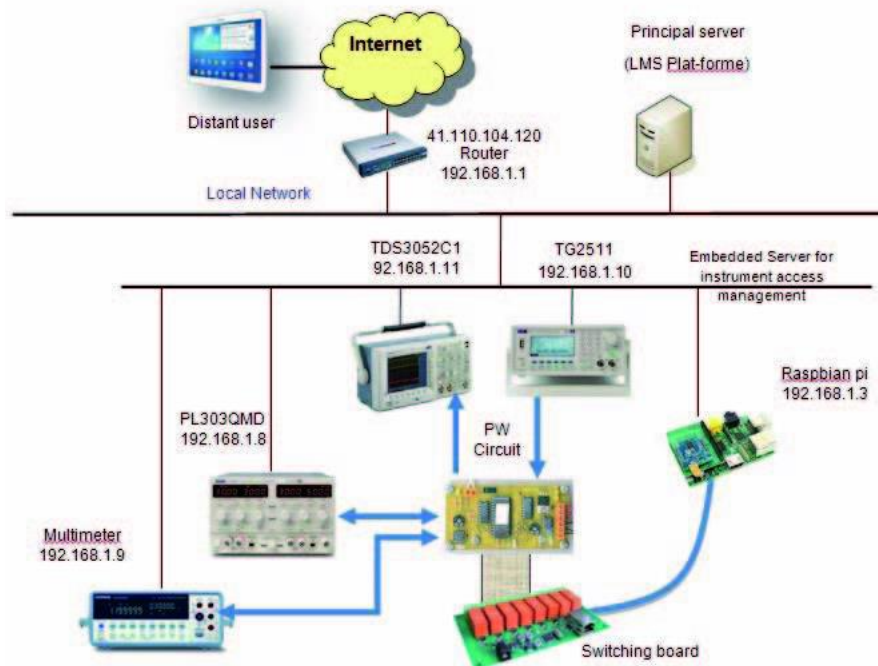 Internet
Distant user
Principal server
(LMS Plat-forme)
41.110.104.120
Router
192.168.1.1
Local Network
TDS3052C1
92.168.1.11
TG2511
192.168.1.10
Embedded Server for
instrument access
management
Raspbian pi
192.168.1.3
PL303QMD
192.168.1.8
PW
Circuit
Multimeter
192.168.1.9
Switching board